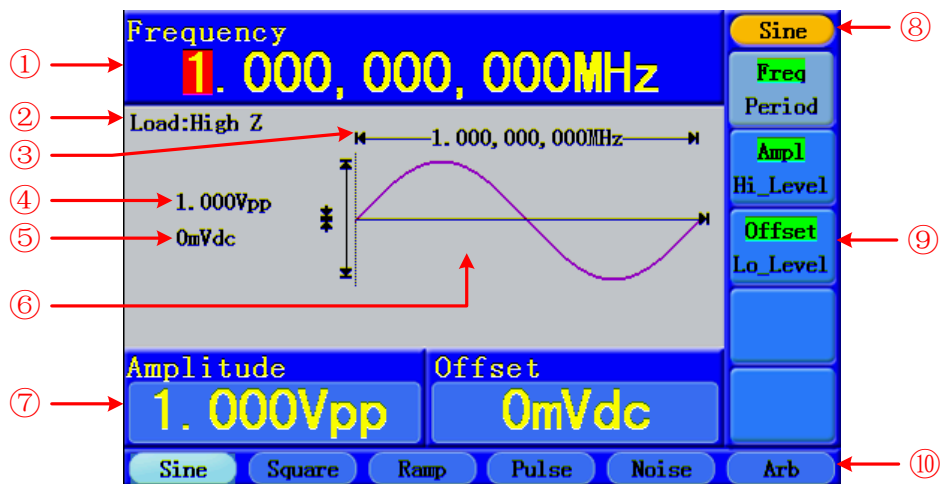 Frequency
1.000,000,000MHz
Load:High Z
1.000,000,000MHz
1.000Vpp
0mVdc
Amplitude
1.000Vpp
Offset
0mVdc
Sine
Freq
Period
Ampl
Hi_Level
Offset
Lo_Level
Sine Square Ramp Pulse Noise Arb
①
②
③
④
⑤
⑥
⑦
⑧
⑨
⑩